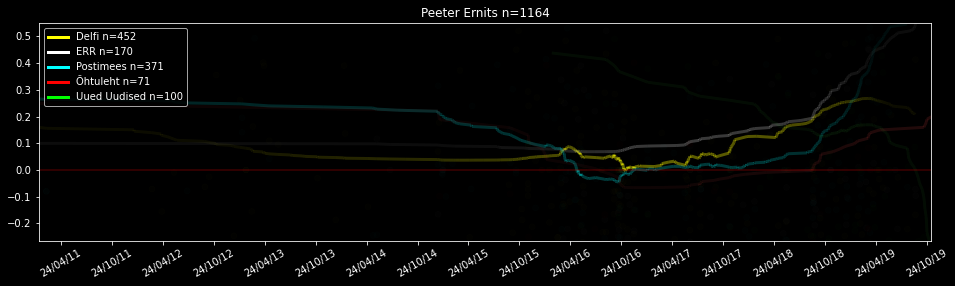 Peeter Ernits n=1164
Delfi n=452
ERR n=170
Postimees n=371
Õhtuleht n=71
Uued Uudised n=100
0.5
0.4
0.3
0.2
0.1
0.0
−0.1
−0.2
24/04/11 24/10/11 24/04/12 24/10/12 24/04/13 24/10/13 24/04/14 24/10/14 24/04/15 24/10/15 24/04/16 24/10/16 24/04/17 24/10/17 24/04/18 24/10/18 24/04/19 24/10/19